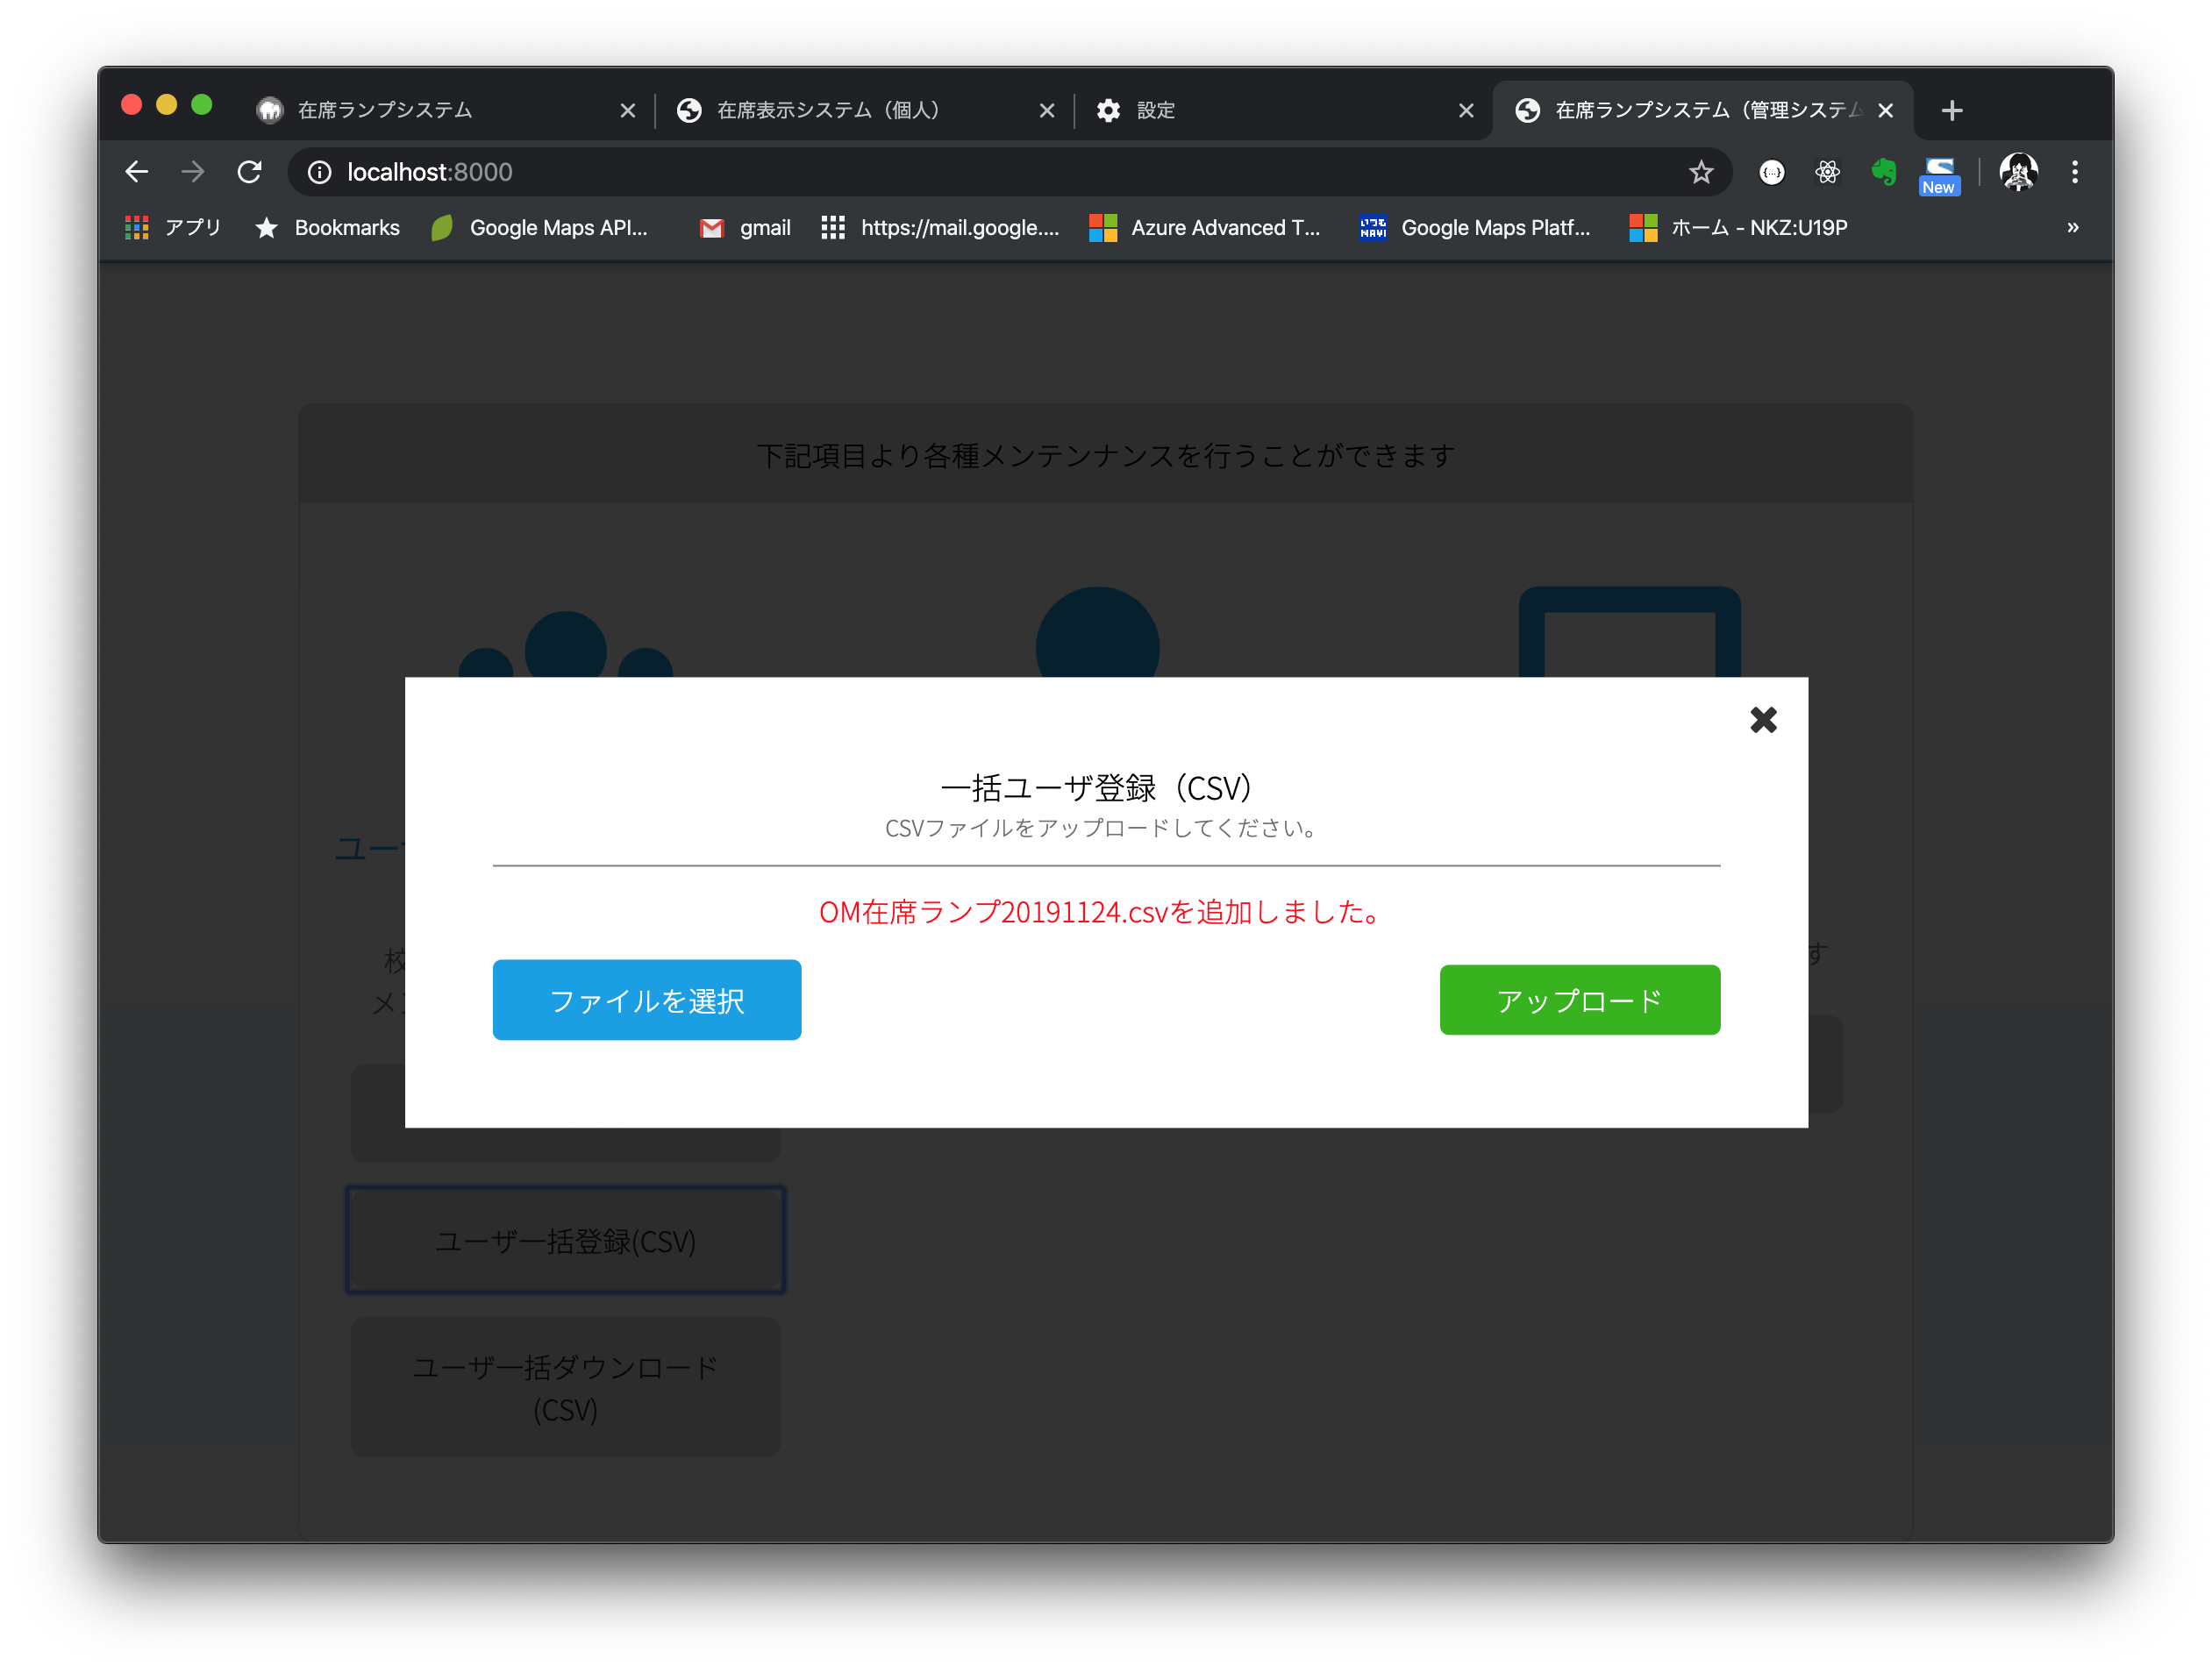 在席ランプシステム
在席表示システム（個人）
設定
在席ランプシステム（管理システム
localhost:8000
New
アプリ
Bookmarks
Google Maps API...
gmail
https://mail.google....
Azure Advanced T...
いつも NAVI
Google Maps Platf...
ホーム - NKZ:U19P
»
下記項目より各種メンテンナンスを行うことができます
一括ユーザ登録（CSV）
CSVファイルをアップロードしてください。
ユー
OM在席ランプ20191124.csvを追加しました。
校
す
メン
ファイルを選択
アップロード
ユーザ一括登録(CSV)
ユーザ一括ダウンロード
(CSV)